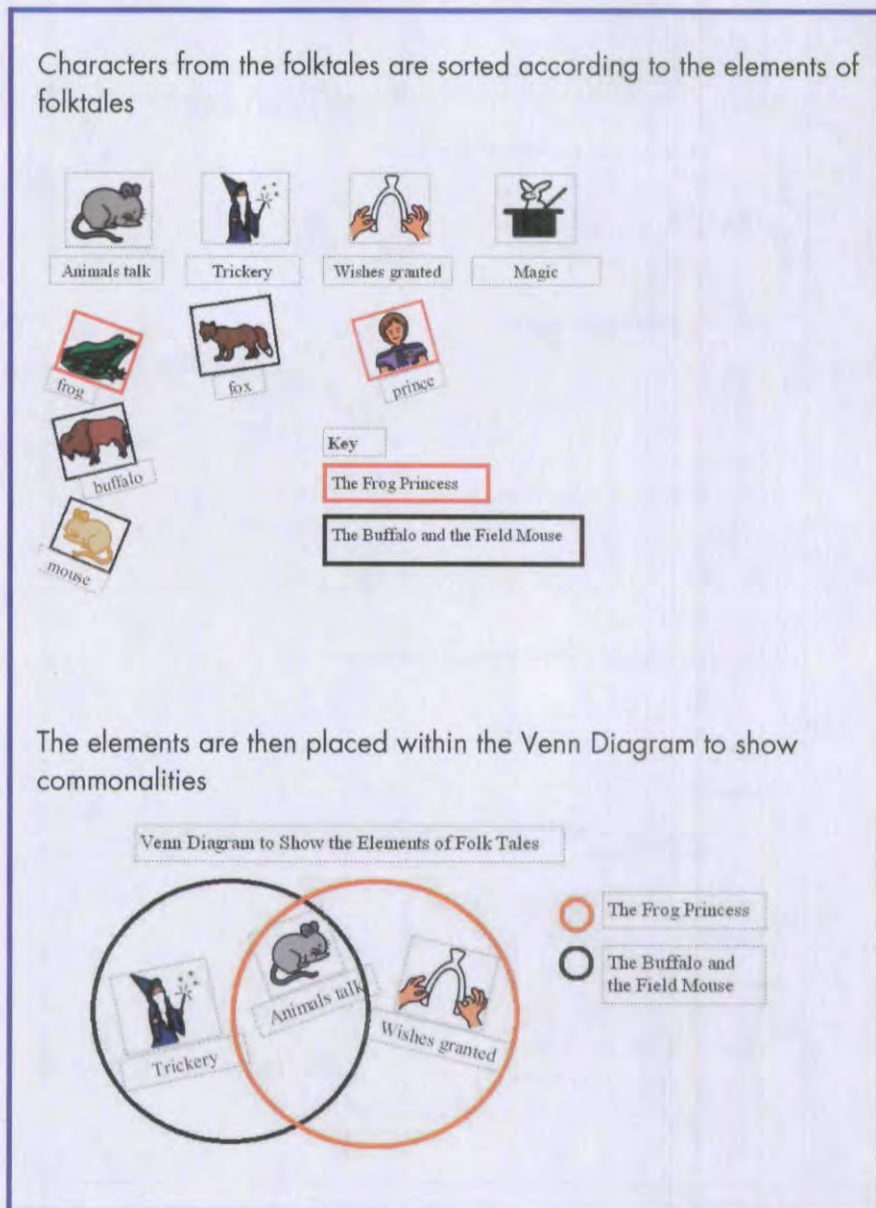 Characters from the folktales are sorted according to the elements of
folktales
Animals talk
Trickery
Wishes granted
Magic
frog
fox
prince
buffalo
mouse
Key
The Frog Princess
The Buffalo and the Field Mouse
The elements are then placed within the Venn Diagram to show
commonalities
Venn Diagram to Show the Elements of Folk Tales
Trickery
Animals talk
Wishes granted
The Frog Princess
The Buffalo and
the Field Mouse